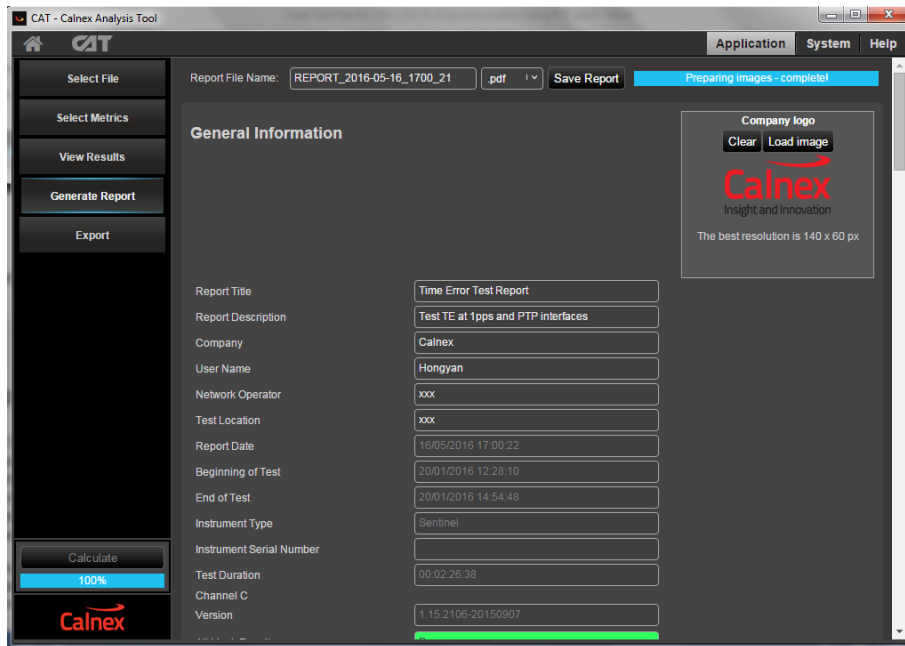 CAT - Calnex Analysis Tool
CAT
Application System Help
Select File
Select Metrics
View Results
Generate Report
Export
Calculate
100%
Calnex
Report File Name: REPORT_2016-05-16_1700_21 .pdf Save Report Preparing images - complete!
General Information
Company logo
Clear Load image
Calnex
Insight and Innovation
The best resolution is 140 x 60 px
Report Title Time Error Test Report
Report Description Test TE at 1pps and PTP interfaces
Company Calnex
User Name Hongyan
Network Operator xxx
Test Location xxx
Report Date 16/05/2016 17:00:22
Beginning of Test 20/01/2016 12:28:10
End of Test 20/01/2016 14:54:48
Instrument Type Sentinel
Instrument Serial Number
Test Duration 00:02:26:38
Channel C
Version 1.15.2106-20150907